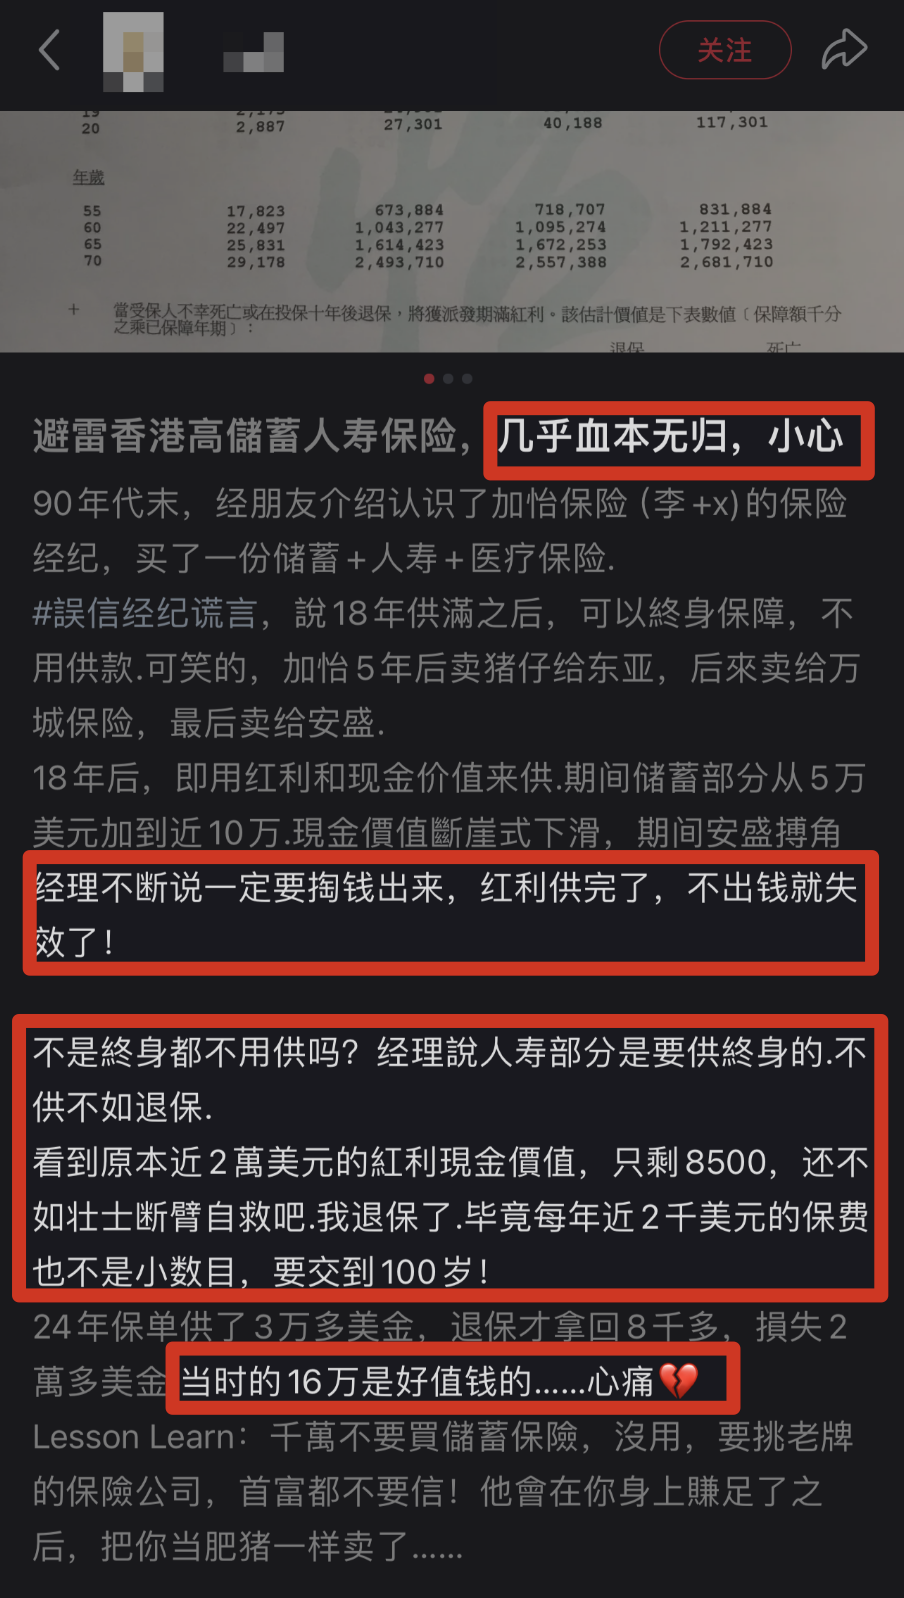 关注
20 2,887 27,301 40,188 117,301
年歲
55 17,823 673,884 718,707 831,884
60 22,497 1,043,277 1,095,274 1,211,277
65 25,831 1,614,423 1,672,253 1,792,423
70 29,178 2,493,710 2,557,388 2,681,710
+ 當受保人不幸死亡或在投保十年後退保，將獲派發期滿紅利。該估計價值是下表數值〔保障額千分
之乘已保障年期〕：
退保 死亡
避雷香港高儲蓄人寿保险，几乎血本无归，小心
90年代末，经朋友介绍认识了加怡保险（李+x)的保险
经纪，买了一份储蓄+人寿+医疗保险.
#誤信经纪谎言，說18年供滿之后，可以終身保障，不
用供款.可笑的，加怡5年后卖猪仔给东亚，后來卖给万
城保险，最后卖给安盛.
18年后，即用红利和现金价值来供.期间储蓄部分从5万
美元加到近10万.現金價值斷崖式下滑，期间安盛搏角
经理不断说一定要掏钱出来，红利供完了，不出钱就失
效了！
不是終身都不用供吗？经理說人寿部分是要供終身的.不
供不如退保.
看到原本近2萬美元的紅利現金價值，只剩8500，还不
如壮士断臂自救吧.我退保了.毕竟每年近2千美元的保费
也不是小数目，要交到100岁！
24年保单供了3万多美金，退保才拿回8千多，損失2
萬多美金 当时的16万是好值钱的……心痛💔
Lesson Learn：千萬不要買儲蓄保險，沒用，要挑老牌
的保險公司，首富都不要信！他會在你身上賺足了之
后，把你当肥猪一样卖了……